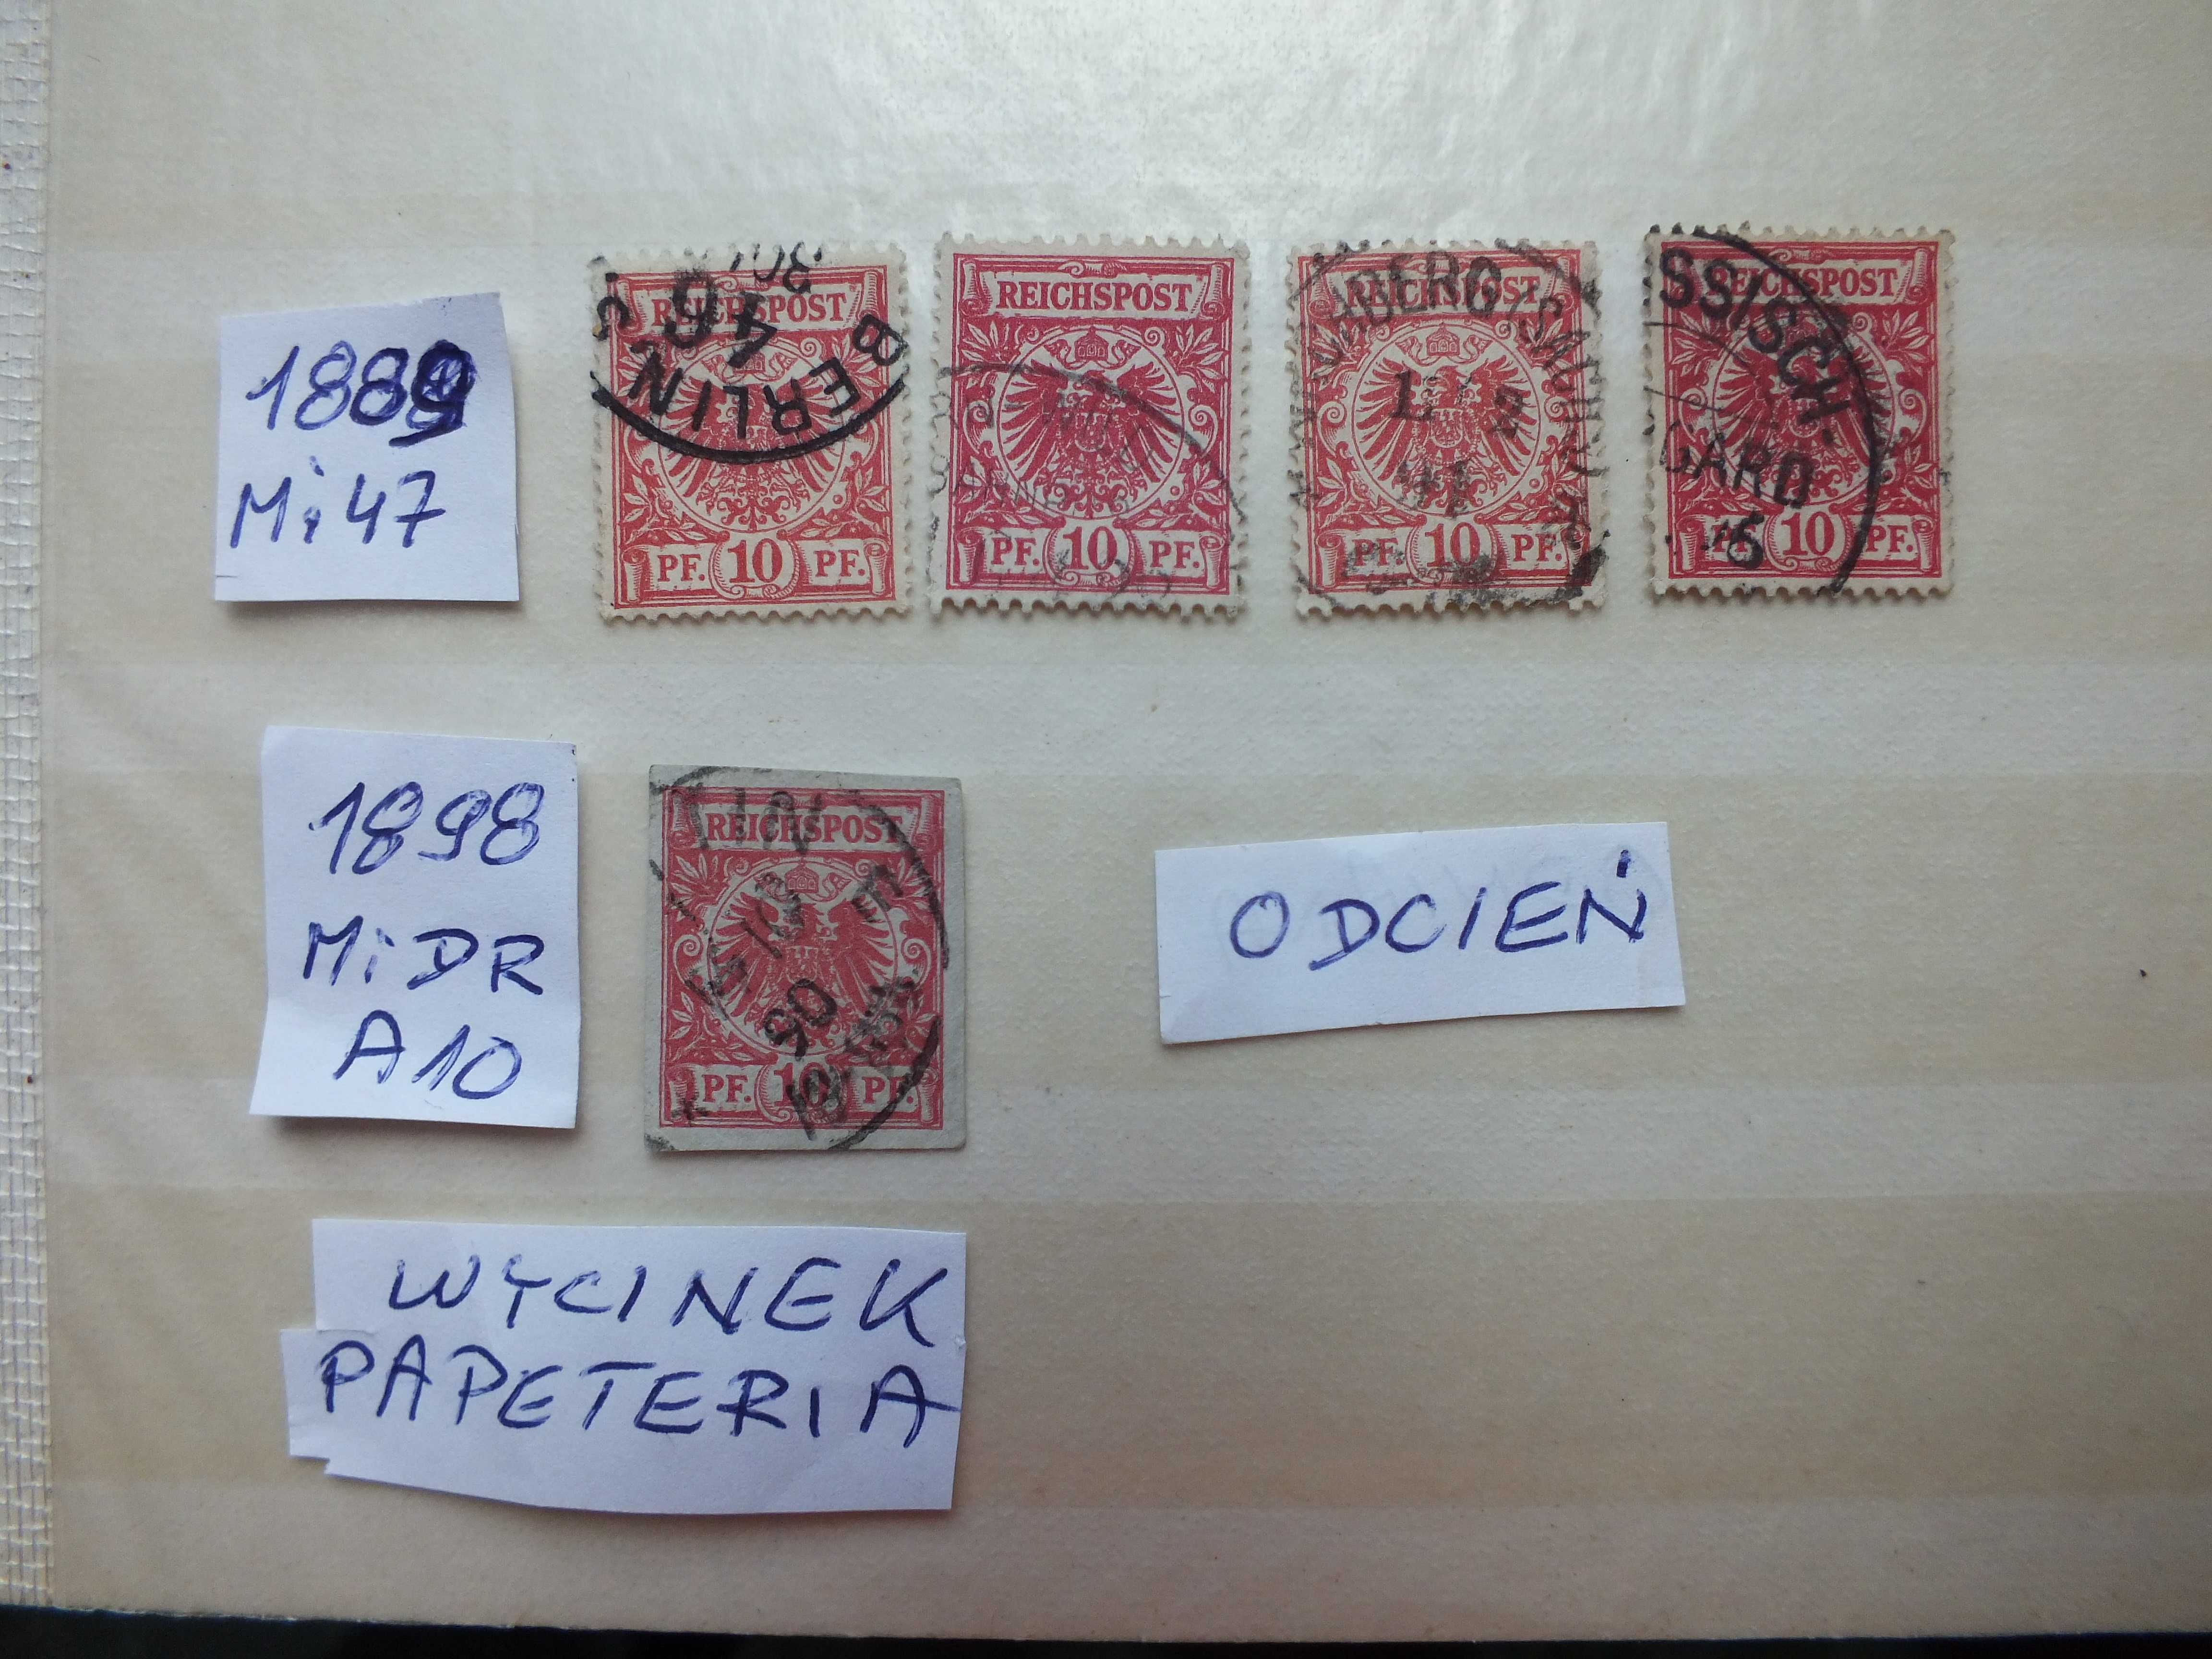 1889
Mi 47
BERLIN
REICHSPOST
PF. 10 PF.
REICHSPOST
PF. 10 PF.
REICHSPOST
PF. 10 PF.
SSISCH-
GARD
REICHSPOST
PF. 10 PF.
1898
Mi DR
A10
REICHSPOST
PF. 10 PF.
ODCIEŃ
WYCINEK
PAPETERIA